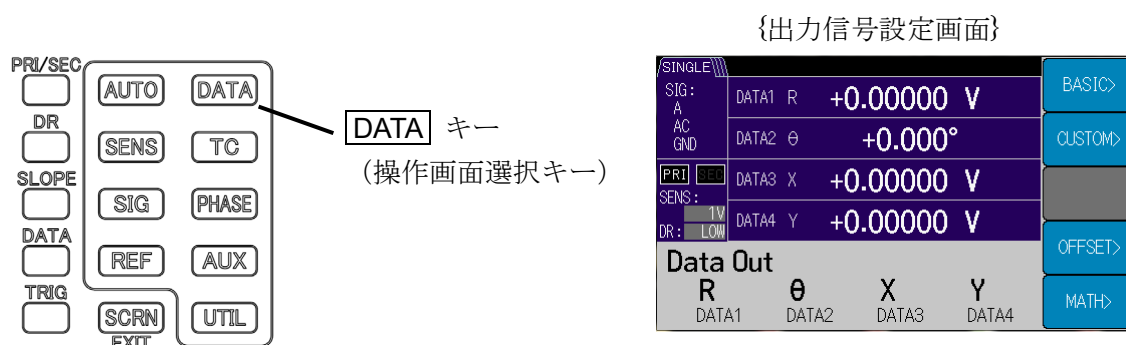 {出力信号設定画面}
PRI/SEC
AUTO
DATA
DR
SENS
TC
SLOPE
SIG
PHASE
DATA
REF
AUX
TRIG
SCRN
UTIL
EXIT
DATA キー
(操作画面選択キー)
SINGLE
SIG:
A
AC
GND
PRI SEC
SENS:
1V
DR: LOW
DATA1 R +0.00000 V
DATA2 θ +0.000°
DATA3 X +0.00000 V
DATA4 Y +0.00000 V
Data Out
R θ X Y
DATA1 DATA2 DATA3 DATA4
BASIC>
CUSTOM>
OFFSET>
MATH>